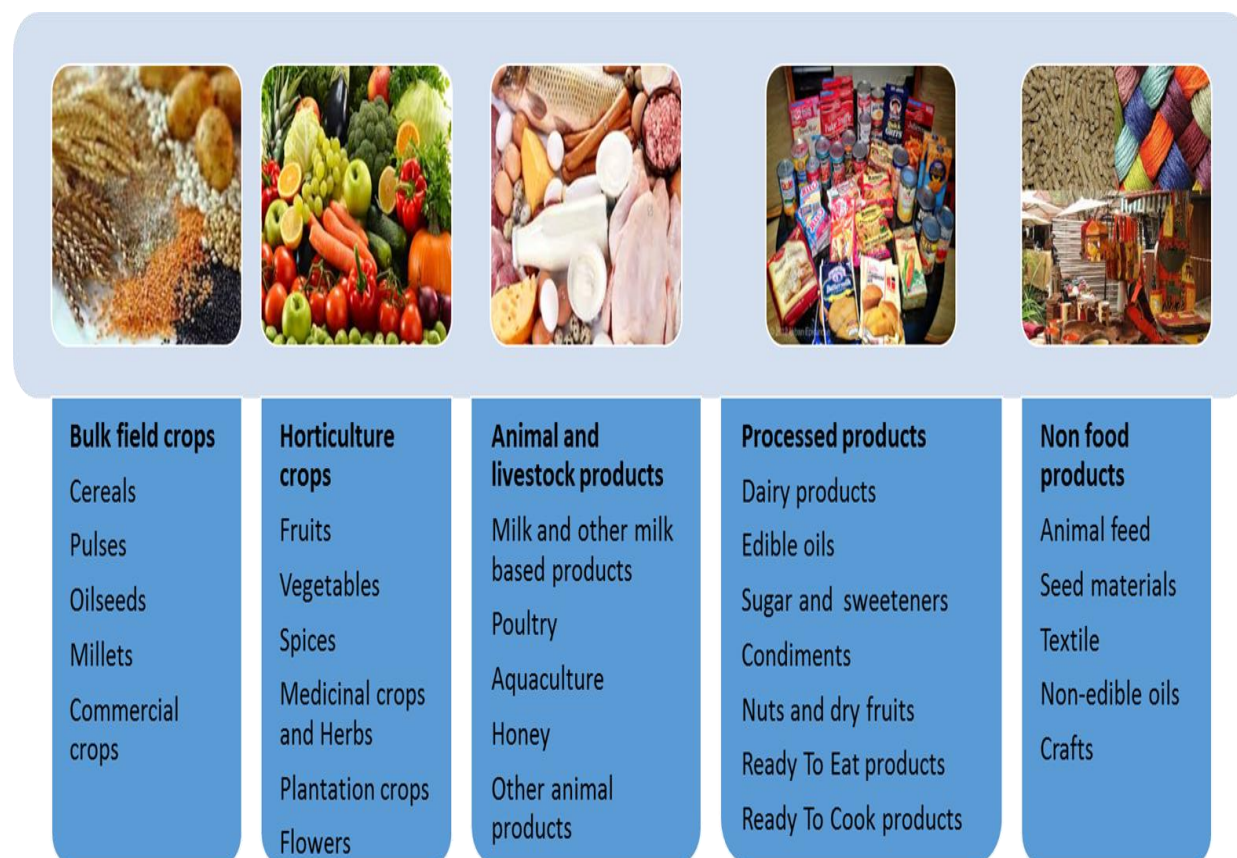 Bulk field crops
Cereals
Pulses
Oilseeds
Millets
Commercial
crops
Horticulture
crops
Fruits
Vegetables
Spices
Medicinal crops
and Herbs
Plantation crops
Flowers
Animal and
livestock products
Milk and other milk
based products
Poultry
Aquaculture
Honey
Other animal
products
Processed products
Dairy products
Edible oils
Sugar and sweeteners
Condiments
Nuts and dry fruits
Ready To Eat products
Ready To Cook products
Non food
products
Animal feed
Seed materials
Textile
Non-edible oils
Crafts